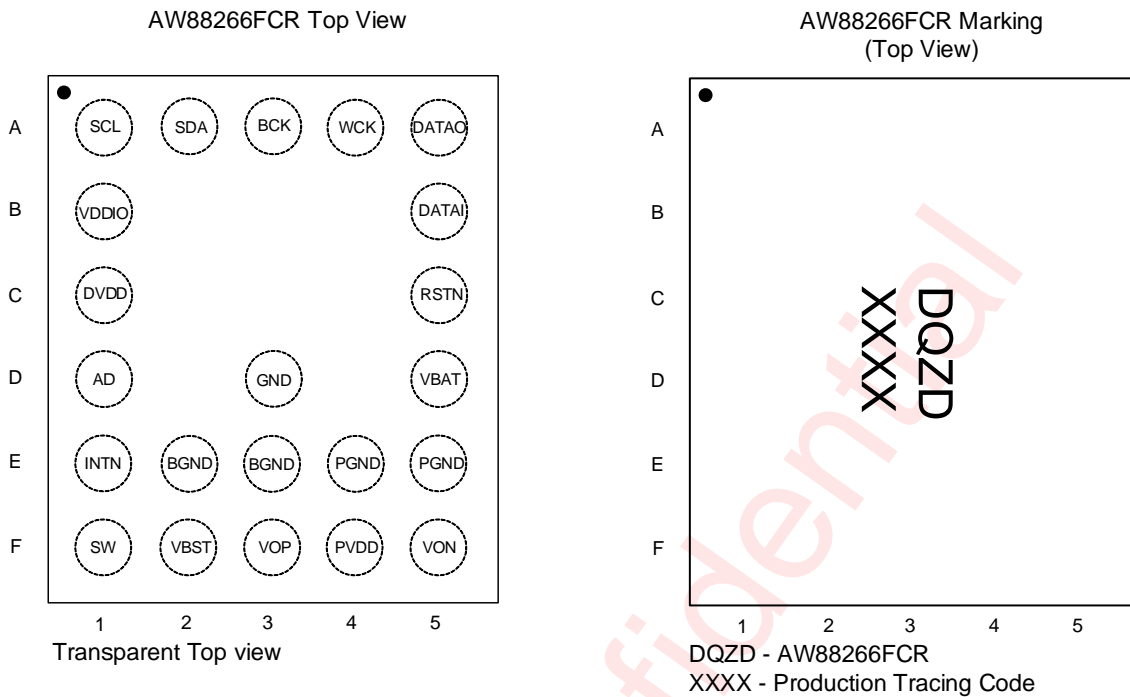 AW88266FCR Top View
A SCL SDA BCK WCK DATAO
B VDDIO DATAI
C DVDD RSTN
D AD GND VBAT
E INTN BGND BGND PGND PGND
F SW VBST VOP PVDD VON
1 2 3 4 5
Transparent Top view
AW88266FCR Marking
(Top View)
A
B
C
D
E
F
DQZD
XXXX
1 2 3 4 5
DQZD - AW88266FCR
XXXX - Production Tracing Code
fidential